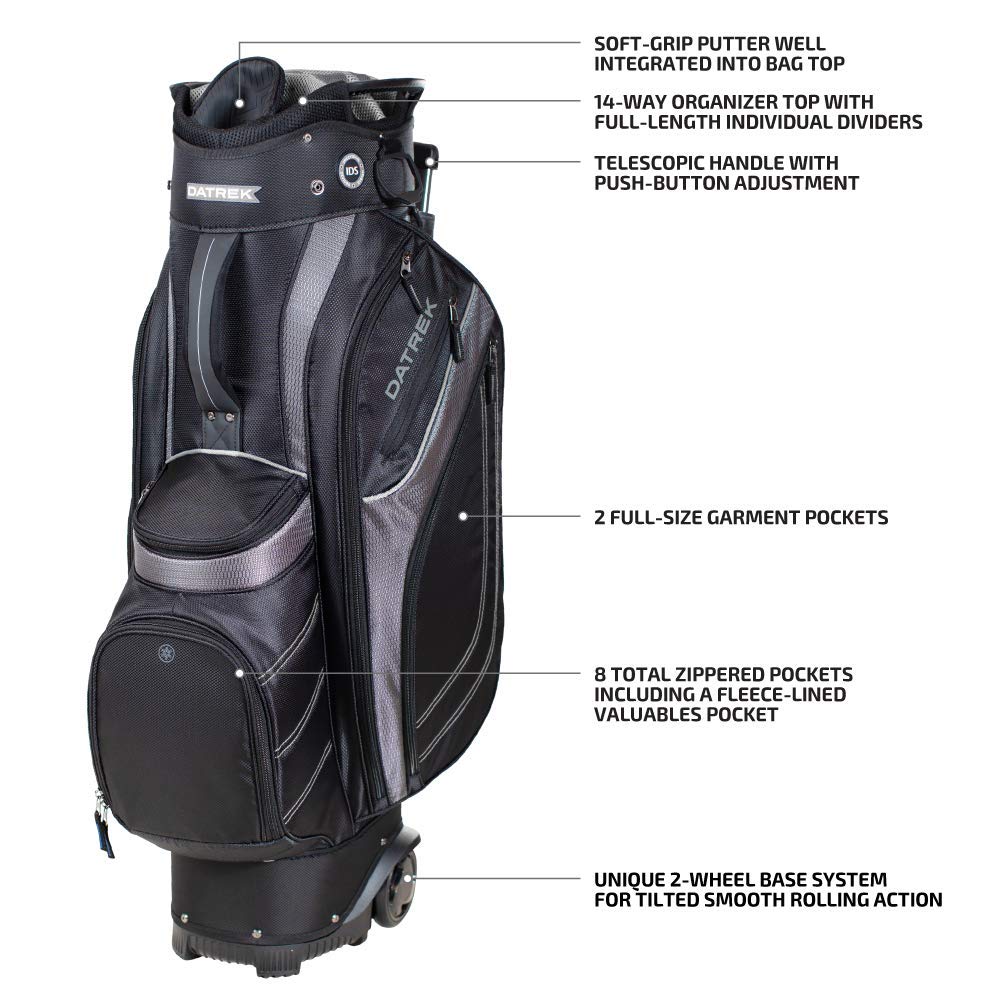 SOFT-GRIP PUTTER WELL
INTEGRATED INTO BAG TOP
14-WAY ORGANIZER TOP WITH
FULL-LENGTH INDIVIDUAL DIVIDERS
TELESCOPIC HANDLE WITH
PUSH-BUTTON ADJUSTMENT
IDS
DATREK
DATREK
2 FULL-SIZE GARMENT POCKETS
8 TOTAL ZIPPERED POCKETS
INCLUDING A FLEECE-LINED
VALUABLES POCKET
UNIQUE 2-WHEEL BASE SYSTEM
FOR TILTED SMOOTH ROLLING ACTION